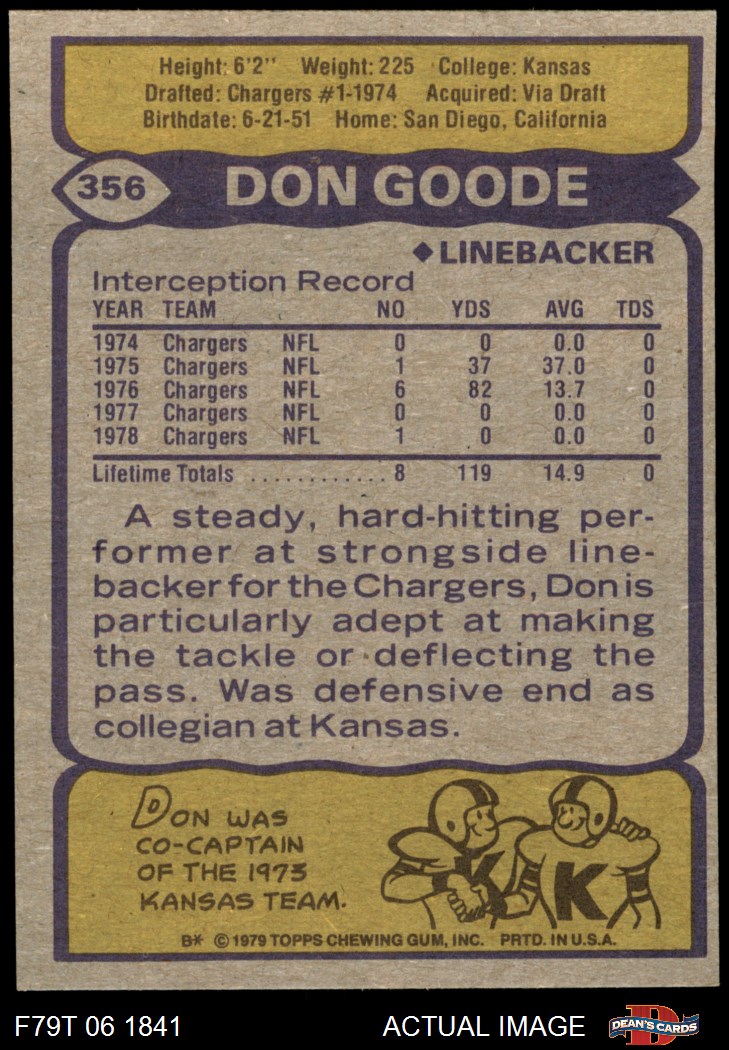 Height: 6'2" Weight: 225 College: Kansas
Drafted: Chargers #1-1974 Acquired: Via Draft
Birthdate: 6-21-51 Home: San Diego, California
356 DON GOODE
◆LINEBACKER
Interception Record
YEAR TEAM NO YDS AVG TDS
1974 Chargers NFL 0 0 0.0 0
1975 Chargers NFL 1 37 37.0 0
1976 Chargers NFL 6 82 13.7 0
1977 Chargers NFL 0 0 0.0 0
1978 Chargers NFL 1 0 0.0 0
Lifetime Totals ............ 8 119 14.9 0
A steady, hard-hitting per-
former at strongside line-
backer for the Chargers, Don is
particularly adept at making
the tackle or deflecting the
pass. Was defensive end as
collegian at Kansas.
DON WAS
CO-CAPTAIN
OF THE 1973
KANSAS TEAM.
K K
B* © 1979 TOPPS CHEWING GUM, INC. PRTD. IN U.S.A.
F79T 06 1841 ACTUAL IMAGE D DEAN'S CARDS